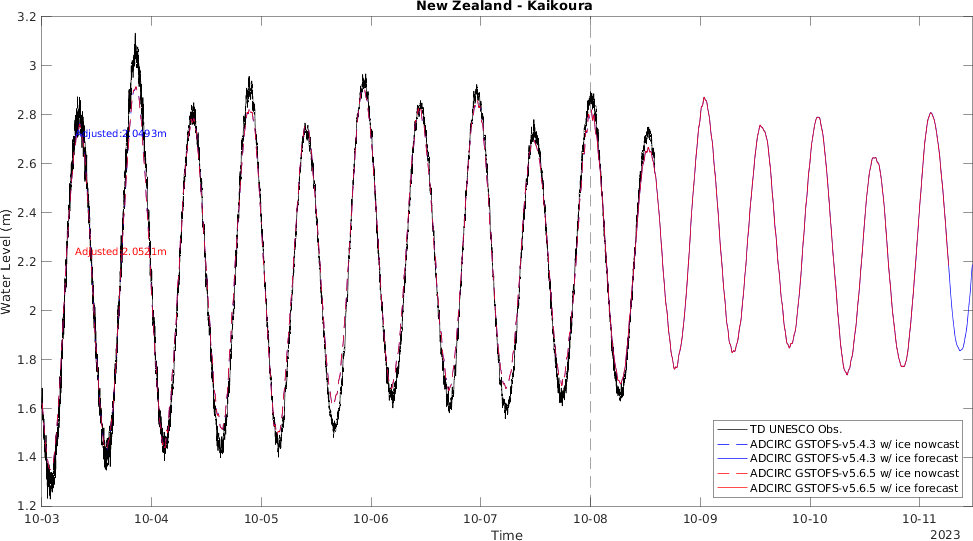 New Zealand - Kaikoura
3.2
3
2.8
2.6
2.4
2.2
2
1.8
1.6
1.4
1.2
Water Level (m)
Adjusted:2.0493m
Adjusted:2.0521m
TD UNESCO Obs.
ADCIRC GSTOFS-v5.4.3 w/ ice nowcast
ADCIRC GSTOFS-v5.4.3 w/ ice forecast
ADCIRC GSTOFS-v5.6.5 w/ ice nowcast
ADCIRC GSTOFS-v5.6.5 w/ ice forecast
10-03 10-04 10-05 10-06 10-07 10-08 10-09 10-10 10-11
Time
2023